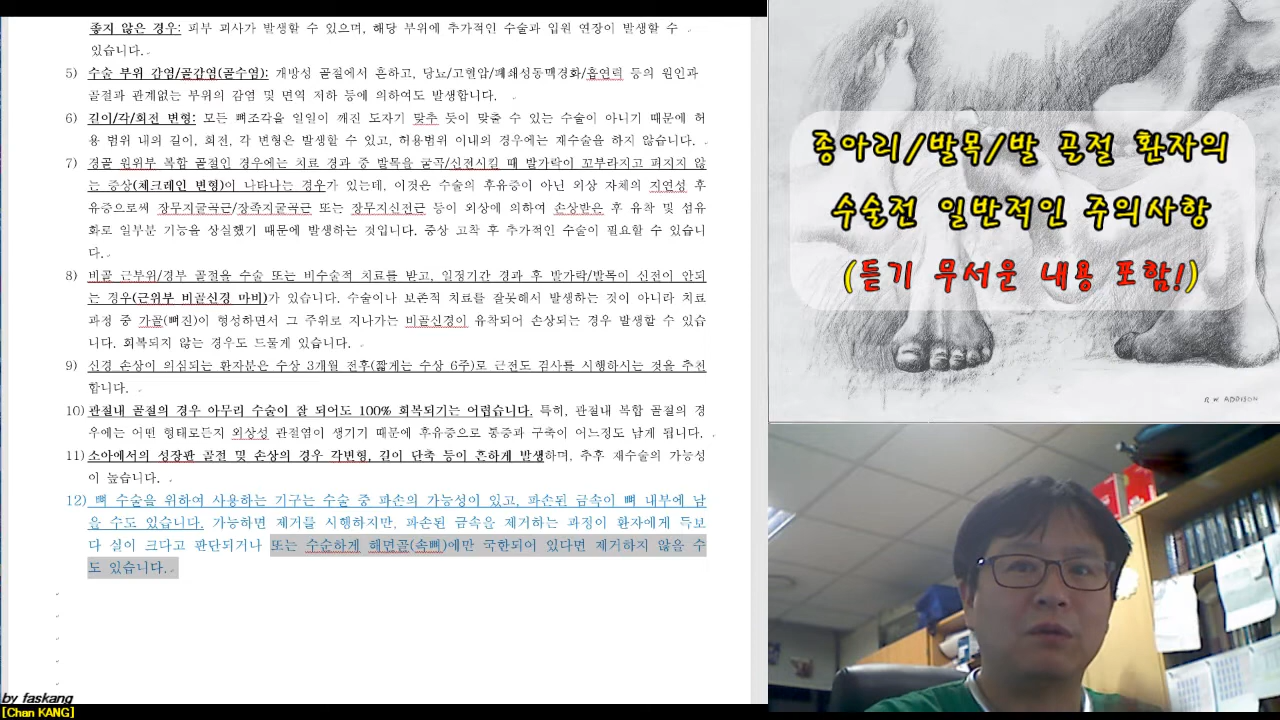 좋지 않은 경우: 피부 괴사가 발생할 수 있으며, 해당 부위에 추가적인 수술과 입원 연장이 발생할 수
있습니다.
5) 수술 부위 감염/골감염(골수염): 개방성 골절에서 흔하고, 당뇨/고혈압/폐쇄성동맥경화/흡연력 등의 원인과
골절과 관계없는 부위의 감염 및 면역 저하 등에 의하여도 발생합니다.
6) 길이/각/회전 변형: 모든 뼈조각을 일일이 깨진 도자기 맞추 듯이 맞출 수 있는 수술이 아니기 때문에 허
용 범위 내의 길이, 회전, 각 변형은 발생할 수 있고, 허용범위 이내의 경우에는 재수술을 하지 않습니다.
7) 경골 원위부 복합 골절인 경우에는 치료 경과 중 발목을 굴곡/신전시킬 때 발가락이 꼬부라지고 펴지지 않
는 증상(체크레인 변형)이 나타나는 경우가 있는데, 이것은 수술의 후유증이 아닌 외상 자체의 지연성 후
유증으로써 장무지굴곡근/장족지굴곡근 또는 장무지신전근 등이 외상에 의하여 손상받은 후 유착 및 섬유
화로 일부분 기능을 상실했기 때문에 발생하는 것입니다. 증상 고착 후 추가적인 수술이 필요할 수 있습니
다.
8) 비골 근부위/경부 골절을 수술 또는 비수술적 치료를 받고, 일정기간 경과 후 발가락/발목이 신전이 안되
는 경우(근위부 비골신경 마비)가 있습니다. 수술이나 보존적 치료를 잘못해서 발생하는 것이 아니라 치료
과정 중 가골(뼈진)이 형성하면서 그 주위로 지나가는 비골신경이 유착되어 손상되는 경우 발생할 수 있습
니다. 회복되지 않는 경우도 드물게 있습니다.
9) 신경 손상이 의심되는 환자분은 수상 3개월 전후(짧게는 수상 6주)로 근전도 검사를 시행하시는 것을 추천
합니다.
10) 관절내 골절의 경우 아무리 수술이 잘 되어도 100% 회복되기는 어렵습니다. 특히, 관절내 복합 골절의 경
우에는 어떤 형태로든지 외상성 관절염이 생기기 때문에 후유증으로 통증과 구축이 어느정도 남게 됩니다.
11) 소아에서의 성장판 골절 및 손상의 경우 각변형, 길이 단축 등이 흔하게 발생하며, 추후 재수술의 가능성
이 높습니다.
12) 뼈 수술을 위하여 사용하는 기구는 수술 중 파손의 가능성이 있고, 파손된 금속이 뼈 내부에 남
을 수도 있습니다. 가능하면 제거를 시행하지만, 파손된 금속을 제거하는 과정이 환자에게 득보
다 실이 크다고 판단되거나 또는 수순하게 해면골(속뼈)에만 국한되어 있다면 제거하지 않을 수
도 있습니다.
by faskang
[Chan KANG]
종아리/발목/발 골절 환자의
수술전 일반적인 주의사항
(듣기 무서운 내용 포함!)
R W ADDISON